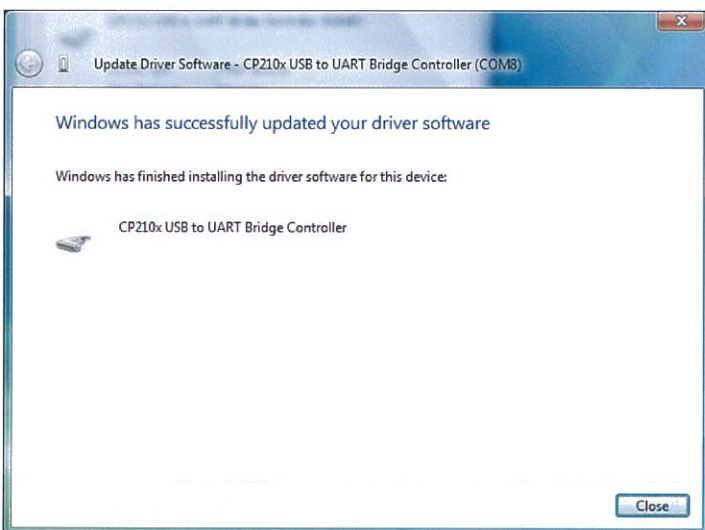 Update Driver Software - CP210x USB to UART Bridge Controller (COM8)
Windows has successfully updated your driver software
Windows has finished installing the driver software for this device:
CP210x USB to UART Bridge Controller
Close